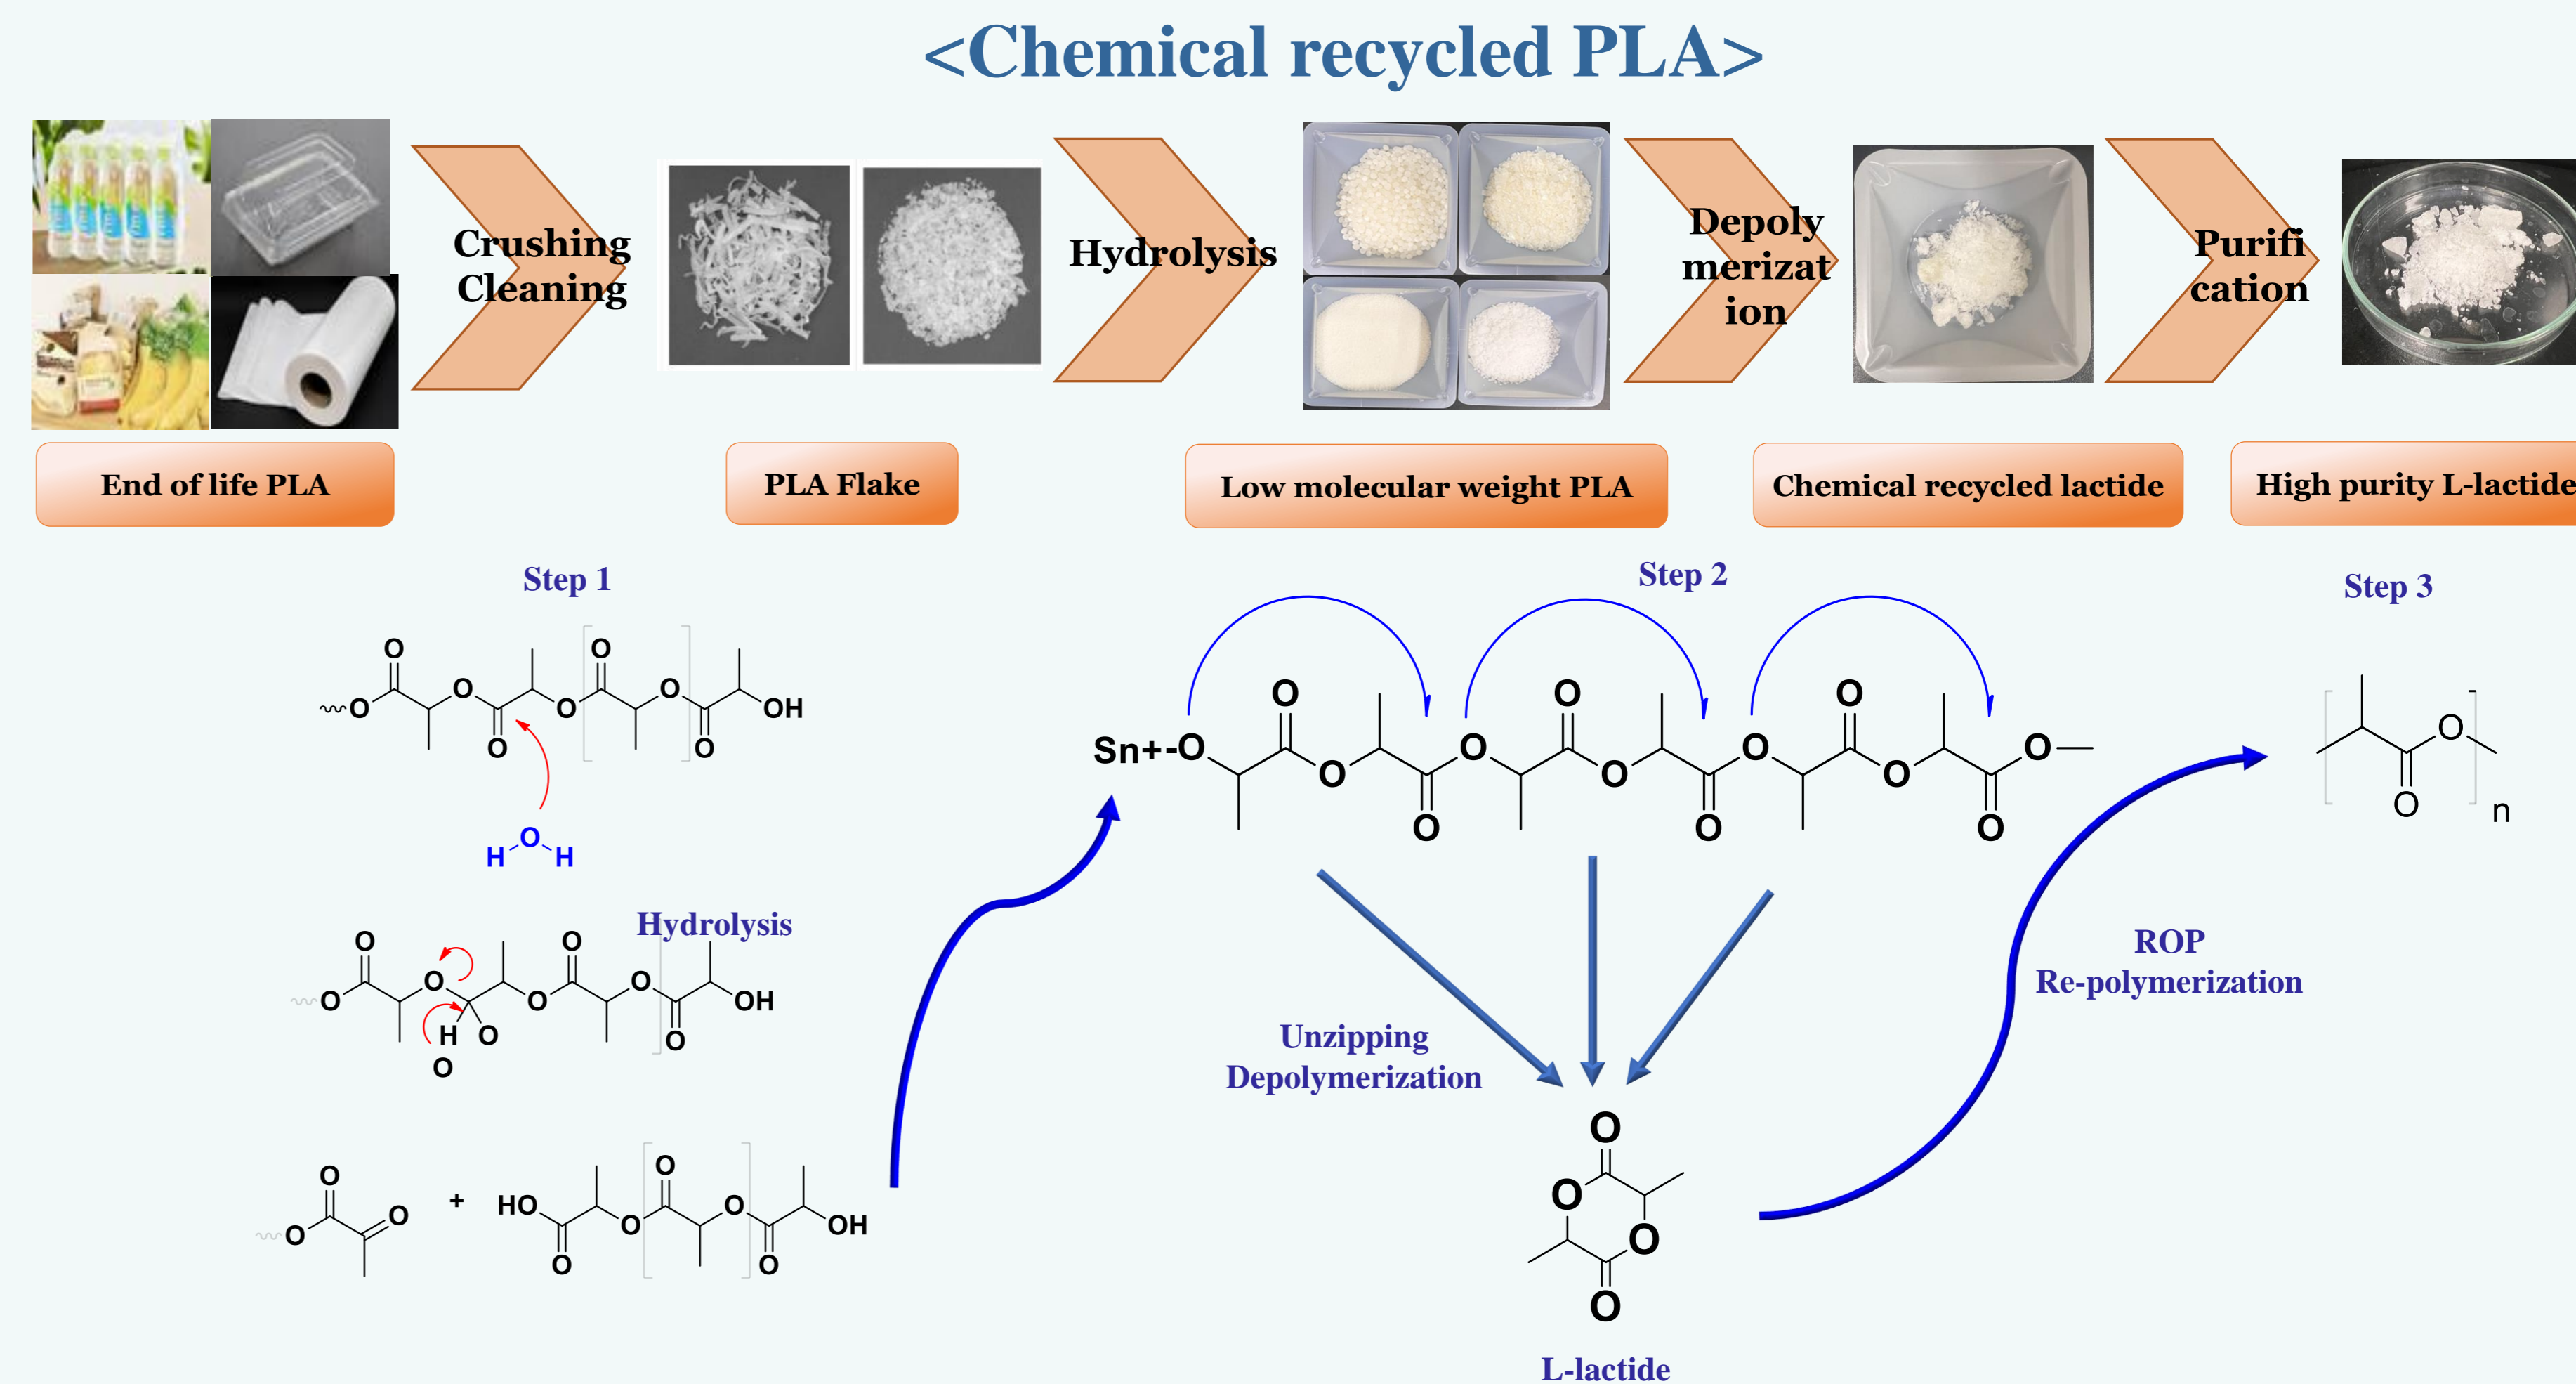 <Chemical recycled PLA>
Crushing
Cleaning
Hydrolysis
Depoly
merizat
ion
Purifi
cation
End of life PLA
PLA Flake
Low molecular weight PLA
Chemical recycled lactide
High purity L-lactide
Step 1
Step 2
Step 3
O
O
O
O
O
O
O
O
OH
H O H
Hydrolysis
O
O
O
O
O
O
O
OH
H O
O
O
O
O
+
HO
O
O
O
O
O
OH
Sn+-O
O
O
O
O
O
O
O
O
O
O
O
O
Unzipping
Depolymerization
O
O
O
O
L-lactide
ROP
Re-polymerization
O
O
n